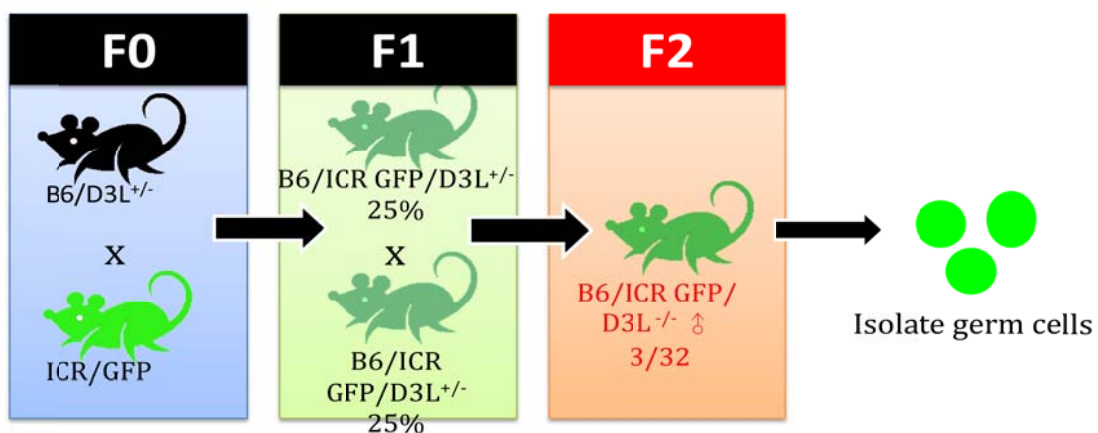 F0
B6/D3L+/-
X
ICR/GFP
F1
B6/ICR GFP/D3L+/-
25%
X
B6/ICR
GFP/D3L+/-
25%
F2
B6/ICR GFP/
D3L -/- ♂
3/32
Isolate germ cells